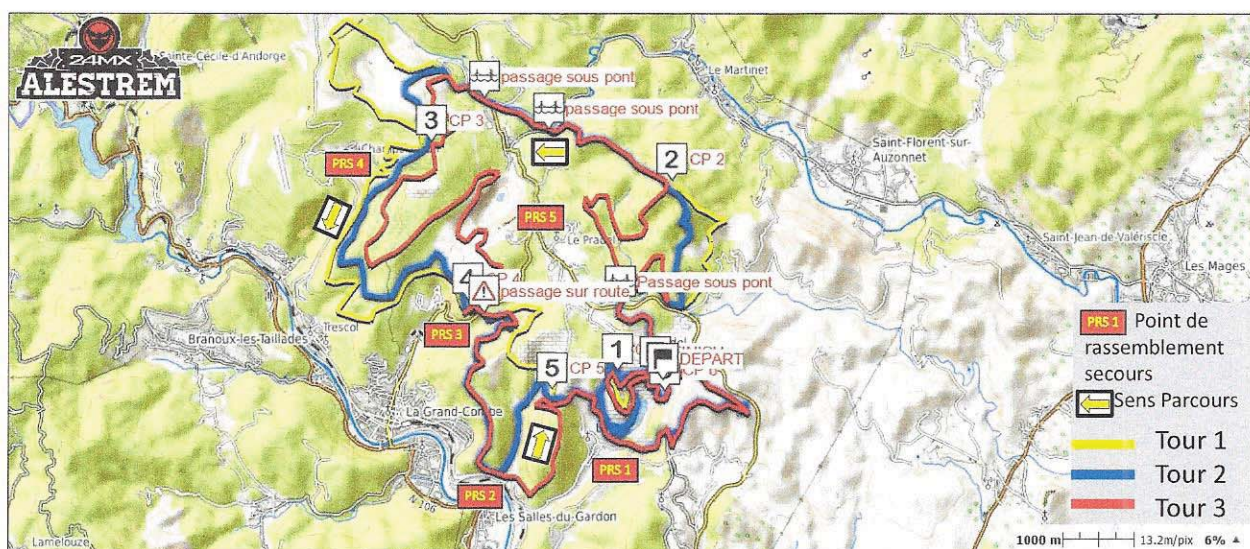 24MX
ALESTREM
Sainte-Cécile-d'Andorge
passage sous pont
Le Martinet
passage sous pont
3
CP 3
2
CP 2
Saint-Florent-sur-
Auzonnet
PRS 4
PRS 5
Le Pradel
Saint-Jean-de-Valériscle
Les Mages
4
CP 4
Passage sous pont
passage sur route
PRS 3
Trescol
Branoux-les-Taillades
1
DEPART
5
CP 5
La Grand-Combe
PRS 1
PRS 2
N 106
Les Salles-du-Gardon
Lamelouze
PRS 1 Point de
rassemblement
secours
Sens Parcours
Tour 1
Tour 2
Tour 3
1000 m
13.2m/pix
6%